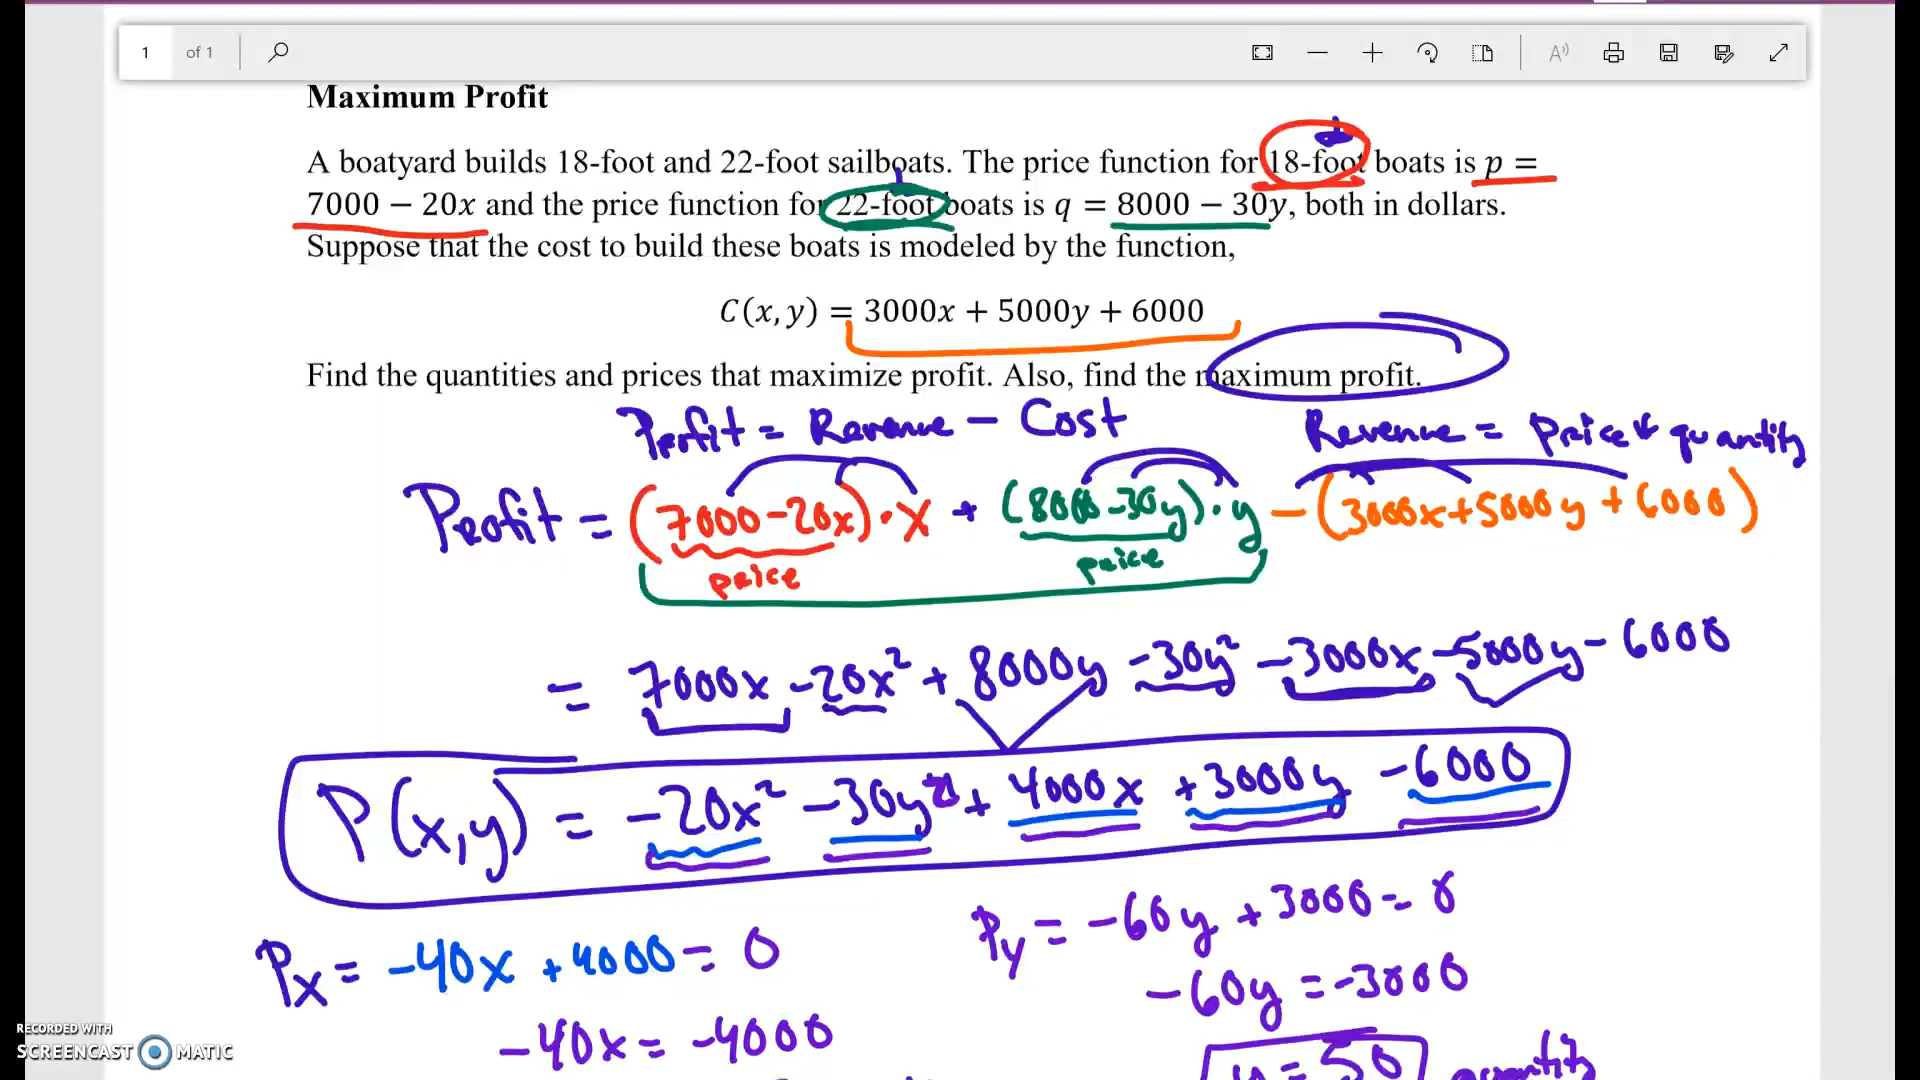 1 of 1
Maximum Profit
A boatyard builds 18-foot and 22-foot sailboats. The price function for 18-foot boats is p =
7000 − 20x and the price function for 22-foot boats is q = 8000 − 30y, both in dollars.
Suppose that the cost to build these boats is modeled by the function,
C(x, y) = 3000x + 5000y + 6000
Find the quantities and prices that maximize profit. Also, find the maximum profit.
Profit = Revenue − Cost
Revenue = price * quantity
Profit = (7000 − 20x) · x + (8000 − 30y) · y − (3000x + 5000y + 6000)
price price
= 7000x − 20x² + 8000y − 30y² − 3000x − 5000y − 6000
P(x,y) = −20x² − 30y² + 4000x + 3000y − 6000
Px = −40x + 4000 = 0
Py = −60y + 3000 = 0
−60y = −3000
−40x = −4000
y = 50 quantity
RECORDED WITH
SCREENCAST MATIC